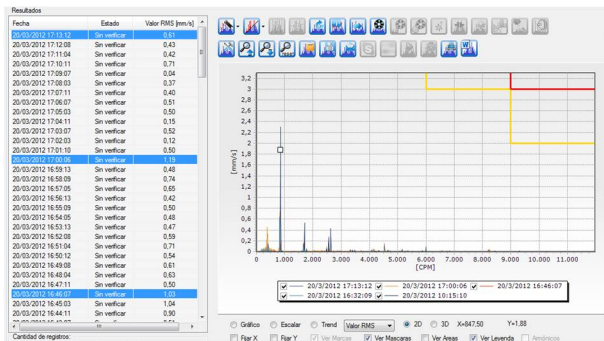 Resultados
Fecha Estado Valor RMS [mm/s]
20/03/2012 17:13:12 Sin verificar 0,61
20/03/2012 17:12:08 Sin verificar 0,43
20/03/2012 17:11:04 Sin verificar 0,42
20/03/2012 17:10:11 Sin verificar 0,71
20/03/2012 17:09:07 Sin verificar 0,04
20/03/2012 17:08:03 Sin verificar 0,37
20/03/2012 17:07:11 Sin verificar 0,40
20/03/2012 17:06:07 Sin verificar 0,51
20/03/2012 17:05:03 Sin verificar 0,50
20/03/2012 17:04:11 Sin verificar 0,15
20/03/2012 17:03:07 Sin verificar 0,52
20/03/2012 17:02:03 Sin verificar 0,12
20/03/2012 17:01:10 Sin verificar 0,50
20/03/2012 17:00:06 Sin verificar 1,19
20/03/2012 16:59:13 Sin verificar 0,48
20/03/2012 16:58:09 Sin verificar 0,74
20/03/2012 16:57:05 Sin verificar 0,65
20/03/2012 16:56:13 Sin verificar 0,42
20/03/2012 16:55:09 Sin verificar 0,50
20/03/2012 16:54:05 Sin verificar 0,48
20/03/2012 16:53:13 Sin verificar 0,47
20/03/2012 16:52:08 Sin verificar 0,59
20/03/2012 16:51:04 Sin verificar 0,71
20/03/2012 16:50:12 Sin verificar 0,54
20/03/2012 16:49:08 Sin verificar 0,61
20/03/2012 16:48:04 Sin verificar 0,63
20/03/2012 16:47:11 Sin verificar 0,50
20/03/2012 16:46:07 Sin verificar 1,03
20/03/2012 16:45:03 Sin verificar 1,04
20/03/2012 16:44:11 Sin verificar 0,90
Cantidad de registros:
3,2
3
2,8
2,6
2,4
2,2
2
1,8
1,6
1,4
1,2
1
0,8
0,6
0,4
0,2
0
[mm/s]
0 1.000 2.000 3.000 4.000 5.000 6.000 7.000 8.000 9.000 10.000 11.000
[CPM]
20/3/2012 17:13:12 20/3/2012 17:00:06 20/3/2012 16:46:07
20/3/2012 16:32:09 20/3/2012 10:15:10
Gráfico Escalar Trend Valor RMS 2D 3D X=847,50 Y=1,88
Fijar X Fijar Y Ver Marcas Ver Mascaras Ver Areas Ver Leyenda Armónicos